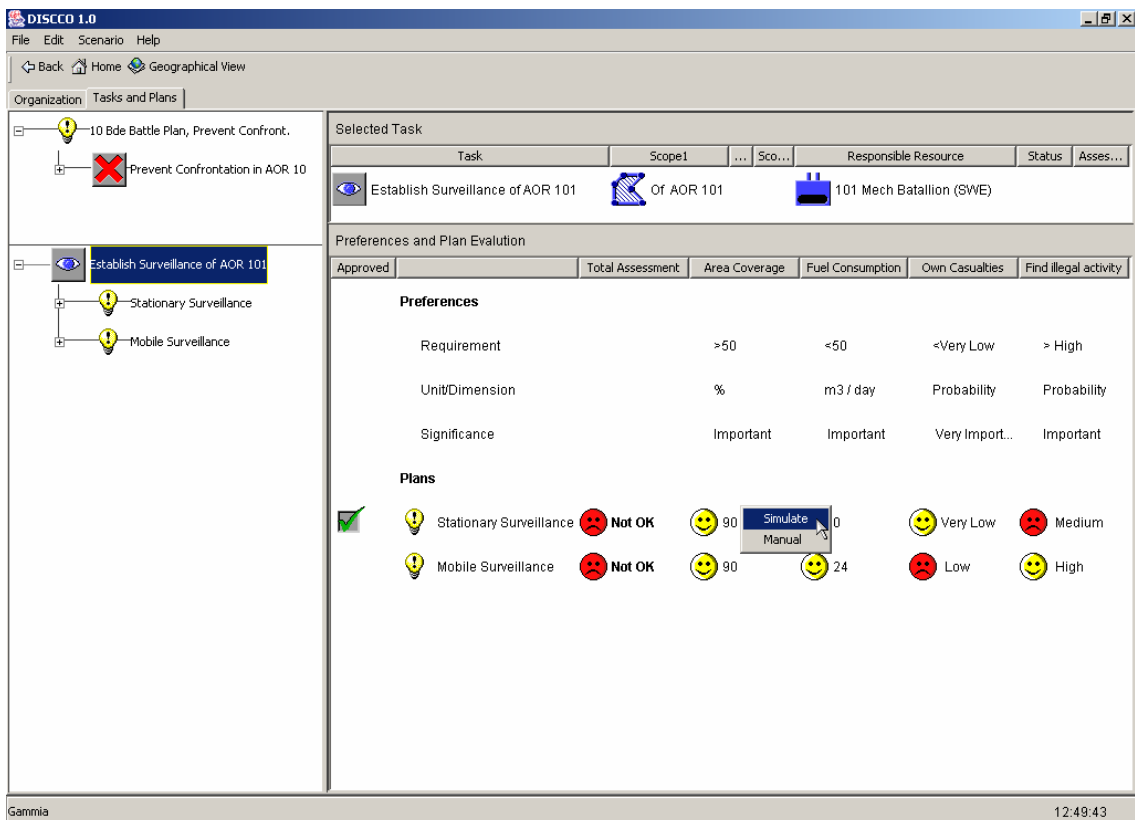 DISCCO 1.0
File Edit Scenario Help
Back Home Geographical View
Organization Tasks and Plans
10 Bde Battle Plan, Prevent Confront.
Prevent Confrontation in AOR 10
Establish Surveillance of AOR 101
Stationary Surveillance
Mobile Surveillance
Selected Task
Task Scope1 ... Sco... Responsible Resource Status Asses...
Establish Surveillance of AOR 101 Of AOR 101 101 Mech Batallion (SWE)
Preferences and Plan Evalution
Approved Total Assessment Area Coverage Fuel Consumption Own Casualties Find illegal activity
Preferences
Requirement >50 <50 <Very Low > High
Unit/Dimension % m3 / day Probability Probability
Significance Important Important Very Import... Important
Plans
Stationary Surveillance Not OK 90 0 Very Low Medium
Simulate
Manual
Mobile Surveillance Not OK 90 24 Low High
Gammia 12:49:43